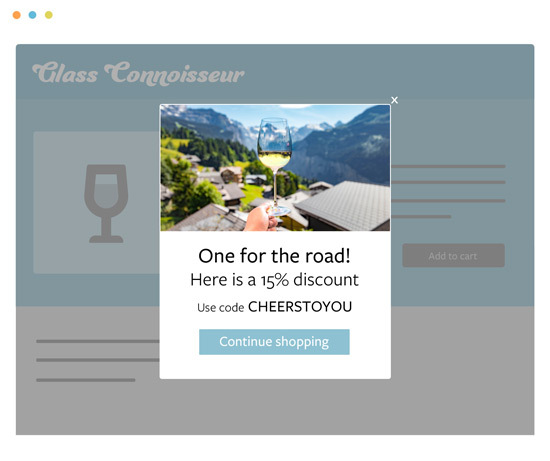 Glass Connoisseur
x
One for the road!
Here is a 15% discount
Use code CHEERSTOYOU
Continue shopping
Add to cart